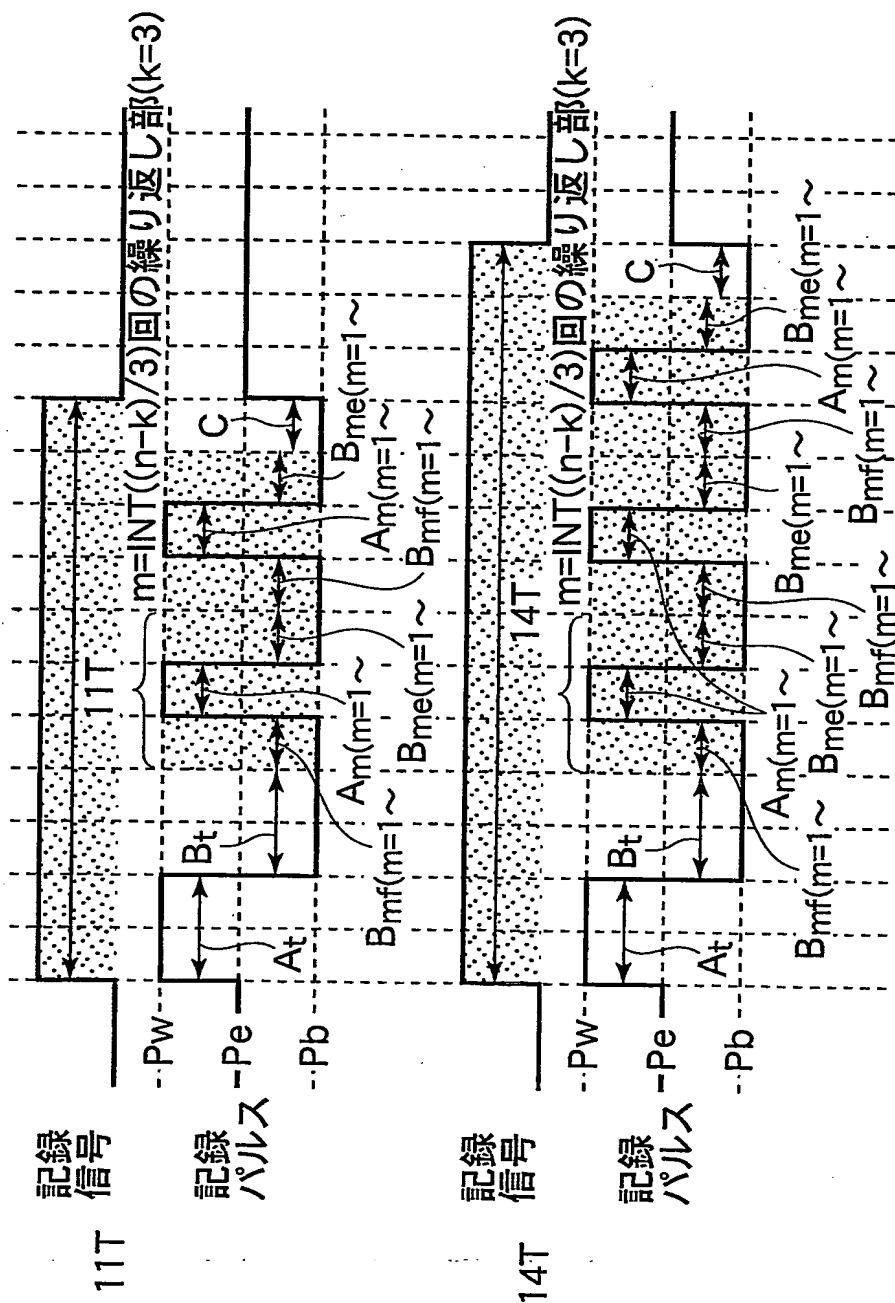 11T
記録
信号
11T
記録
パルス
Pw
Pe
Pb
m=INT((n-k)/3)回の繰り返し部(k=3)
At
Bt
Bmf(m=1~
Am(m=1~
Bme(m=1~
Bmf(m=1~
Am(m=1~
Bme(m=1~
C
14T
記録
信号
14T
記録
パルス
Pw
Pe
Pb
m=INT((n-k)/3)回の繰り返し部(k=3)
At
Bt
Bmf(m=1~
Am(m=1~
Bme(m=1~
Bmf(m=1~
Bme(m=1~
Bmf(m=1~
Am(m=1~
Bme(m=1~
C